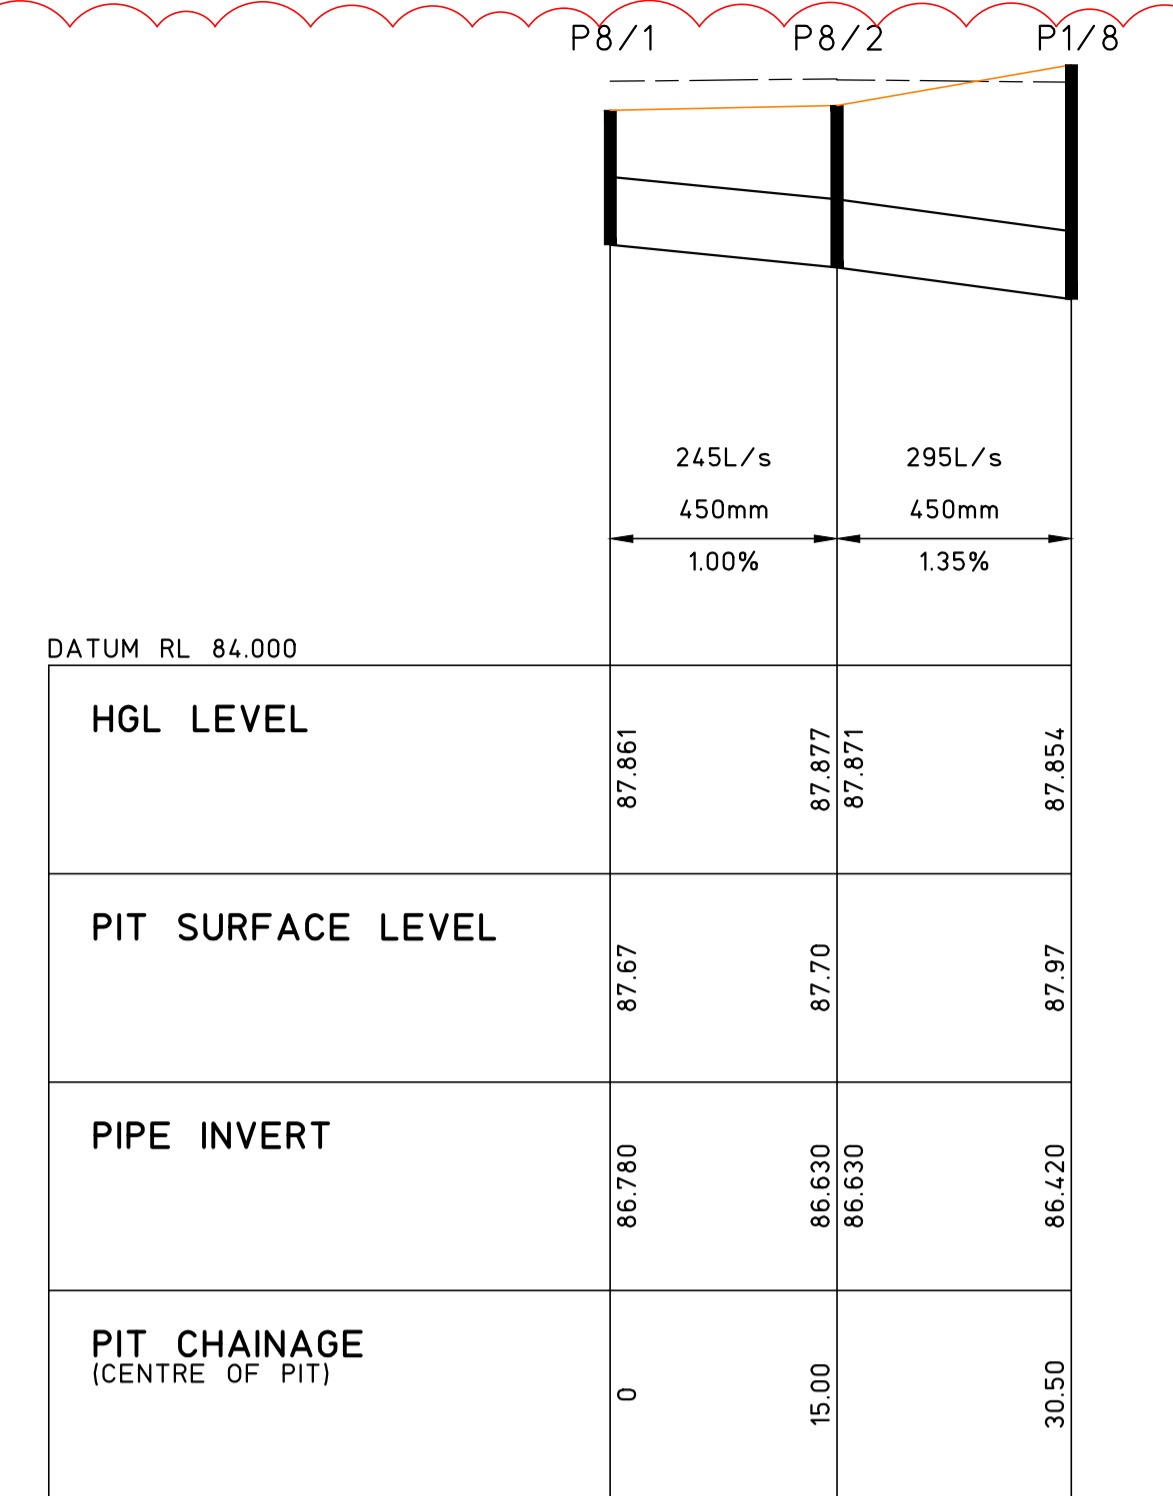 P8/1 P8/2 P1/8
245L/s 295L/s
450mm 450mm
1.00% 1.35%
DATUM RL 84.000
HGL LEVEL 87.861 87.877 87.871 87.854
PIT SURFACE LEVEL 87.67 87.70 87.97
PIPE INVERT 86.780 86.630 86.630 86.420
PIT CHAINAGE 0 15.00 30.50
(CENTRE OF PIT)